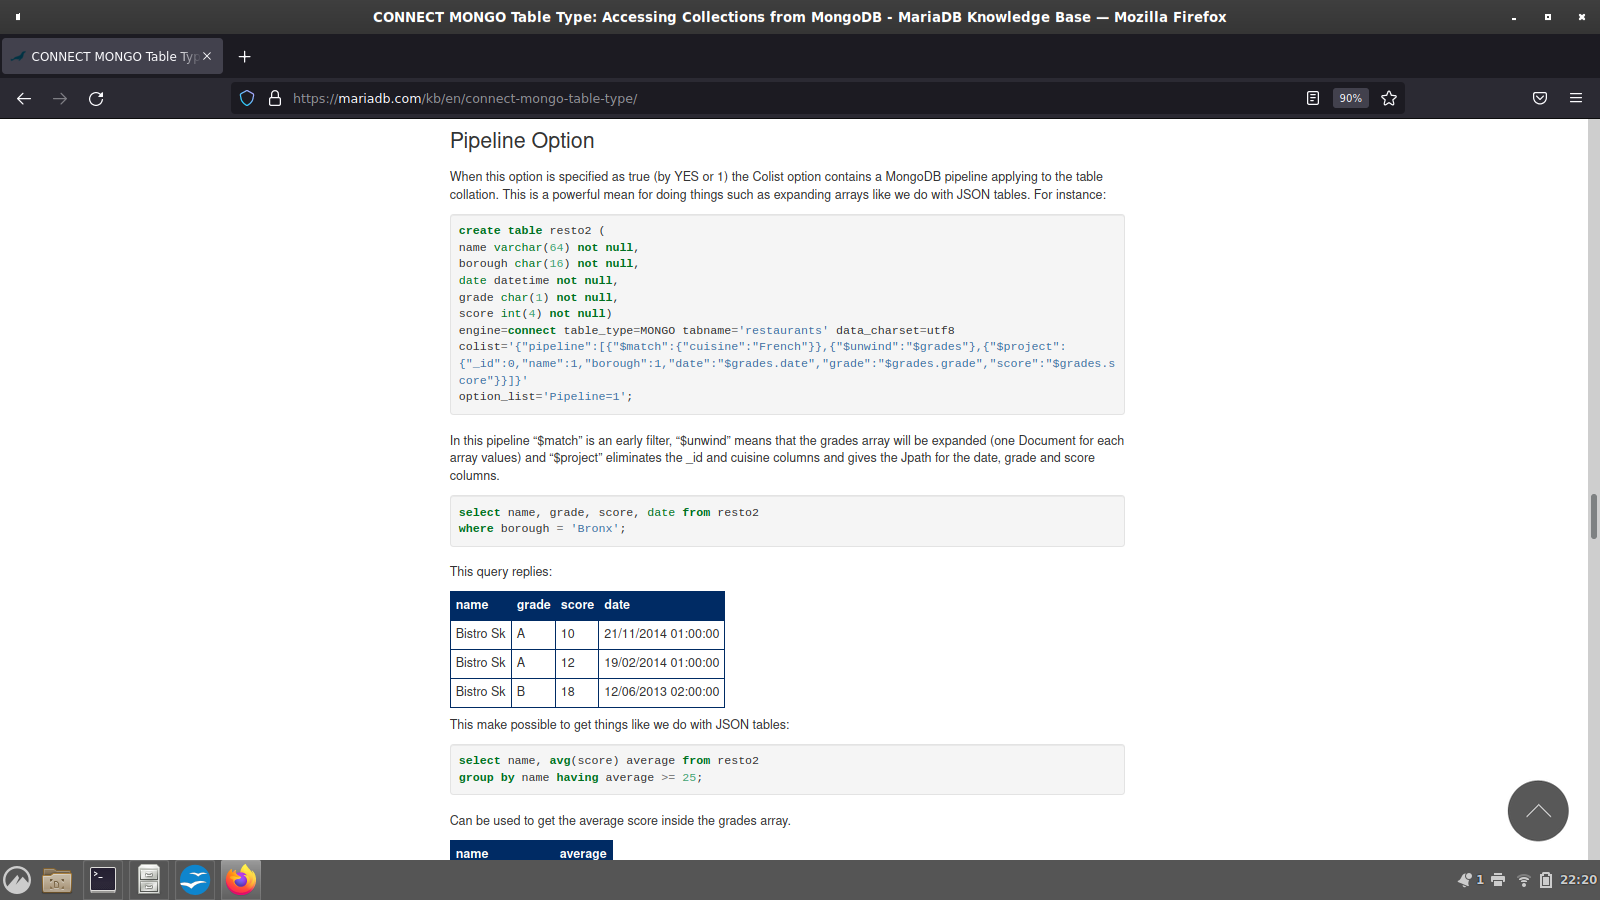 CONNECT MONGO Table Type: Accessing Collections from MongoDB - MariaDB Knowledge Base — Mozilla Firefox
CONNECT MONGO Table Typ
https://mariadb.com/kb/en/connect-mongo-table-type/
90%
Pipeline Option
When this option is specified as true (by YES or 1) the Colist option contains a MongoDB pipeline applying to the table
collation. This is a powerful mean for doing things such as expanding arrays like we do with JSON tables. For instance:
create table resto2 (
name varchar(64) not null,
borough char(16) not null,
date datetime not null,
grade char(1) not null,
score int(4) not null)
engine=connect table_type=MONGO tabname='restaurants' data_charset=utf8
colist='{"pipeline":[{"$match":{"cuisine":"French"}},{"$unwind":"$grades"},{"$project":
{"_id":0,"name":1,"borough":1,"date":"$grades.date","grade":"$grades.grade","score":"$grades.s
core"}}]}'
option_list='Pipeline=1';
In this pipeline “$match” is an early filter, “$unwind” means that the grades array will be expanded (one Document for each
array values) and “$project” eliminates the _id and cuisine columns and gives the Jpath for the date, grade and score
columns.
select name, grade, score, date from resto2
where borough = 'Bronx';
This query replies:
name grade score date
Bistro Sk A 10 21/11/2014 01:00:00
Bistro Sk A 12 19/02/2014 01:00:00
Bistro Sk B 18 12/06/2013 02:00:00
This make possible to get things like we do with JSON tables:
select name, avg(score) average from resto2
group by name having average >= 25;
Can be used to get the average score inside the grades array.
name average
1 22:20